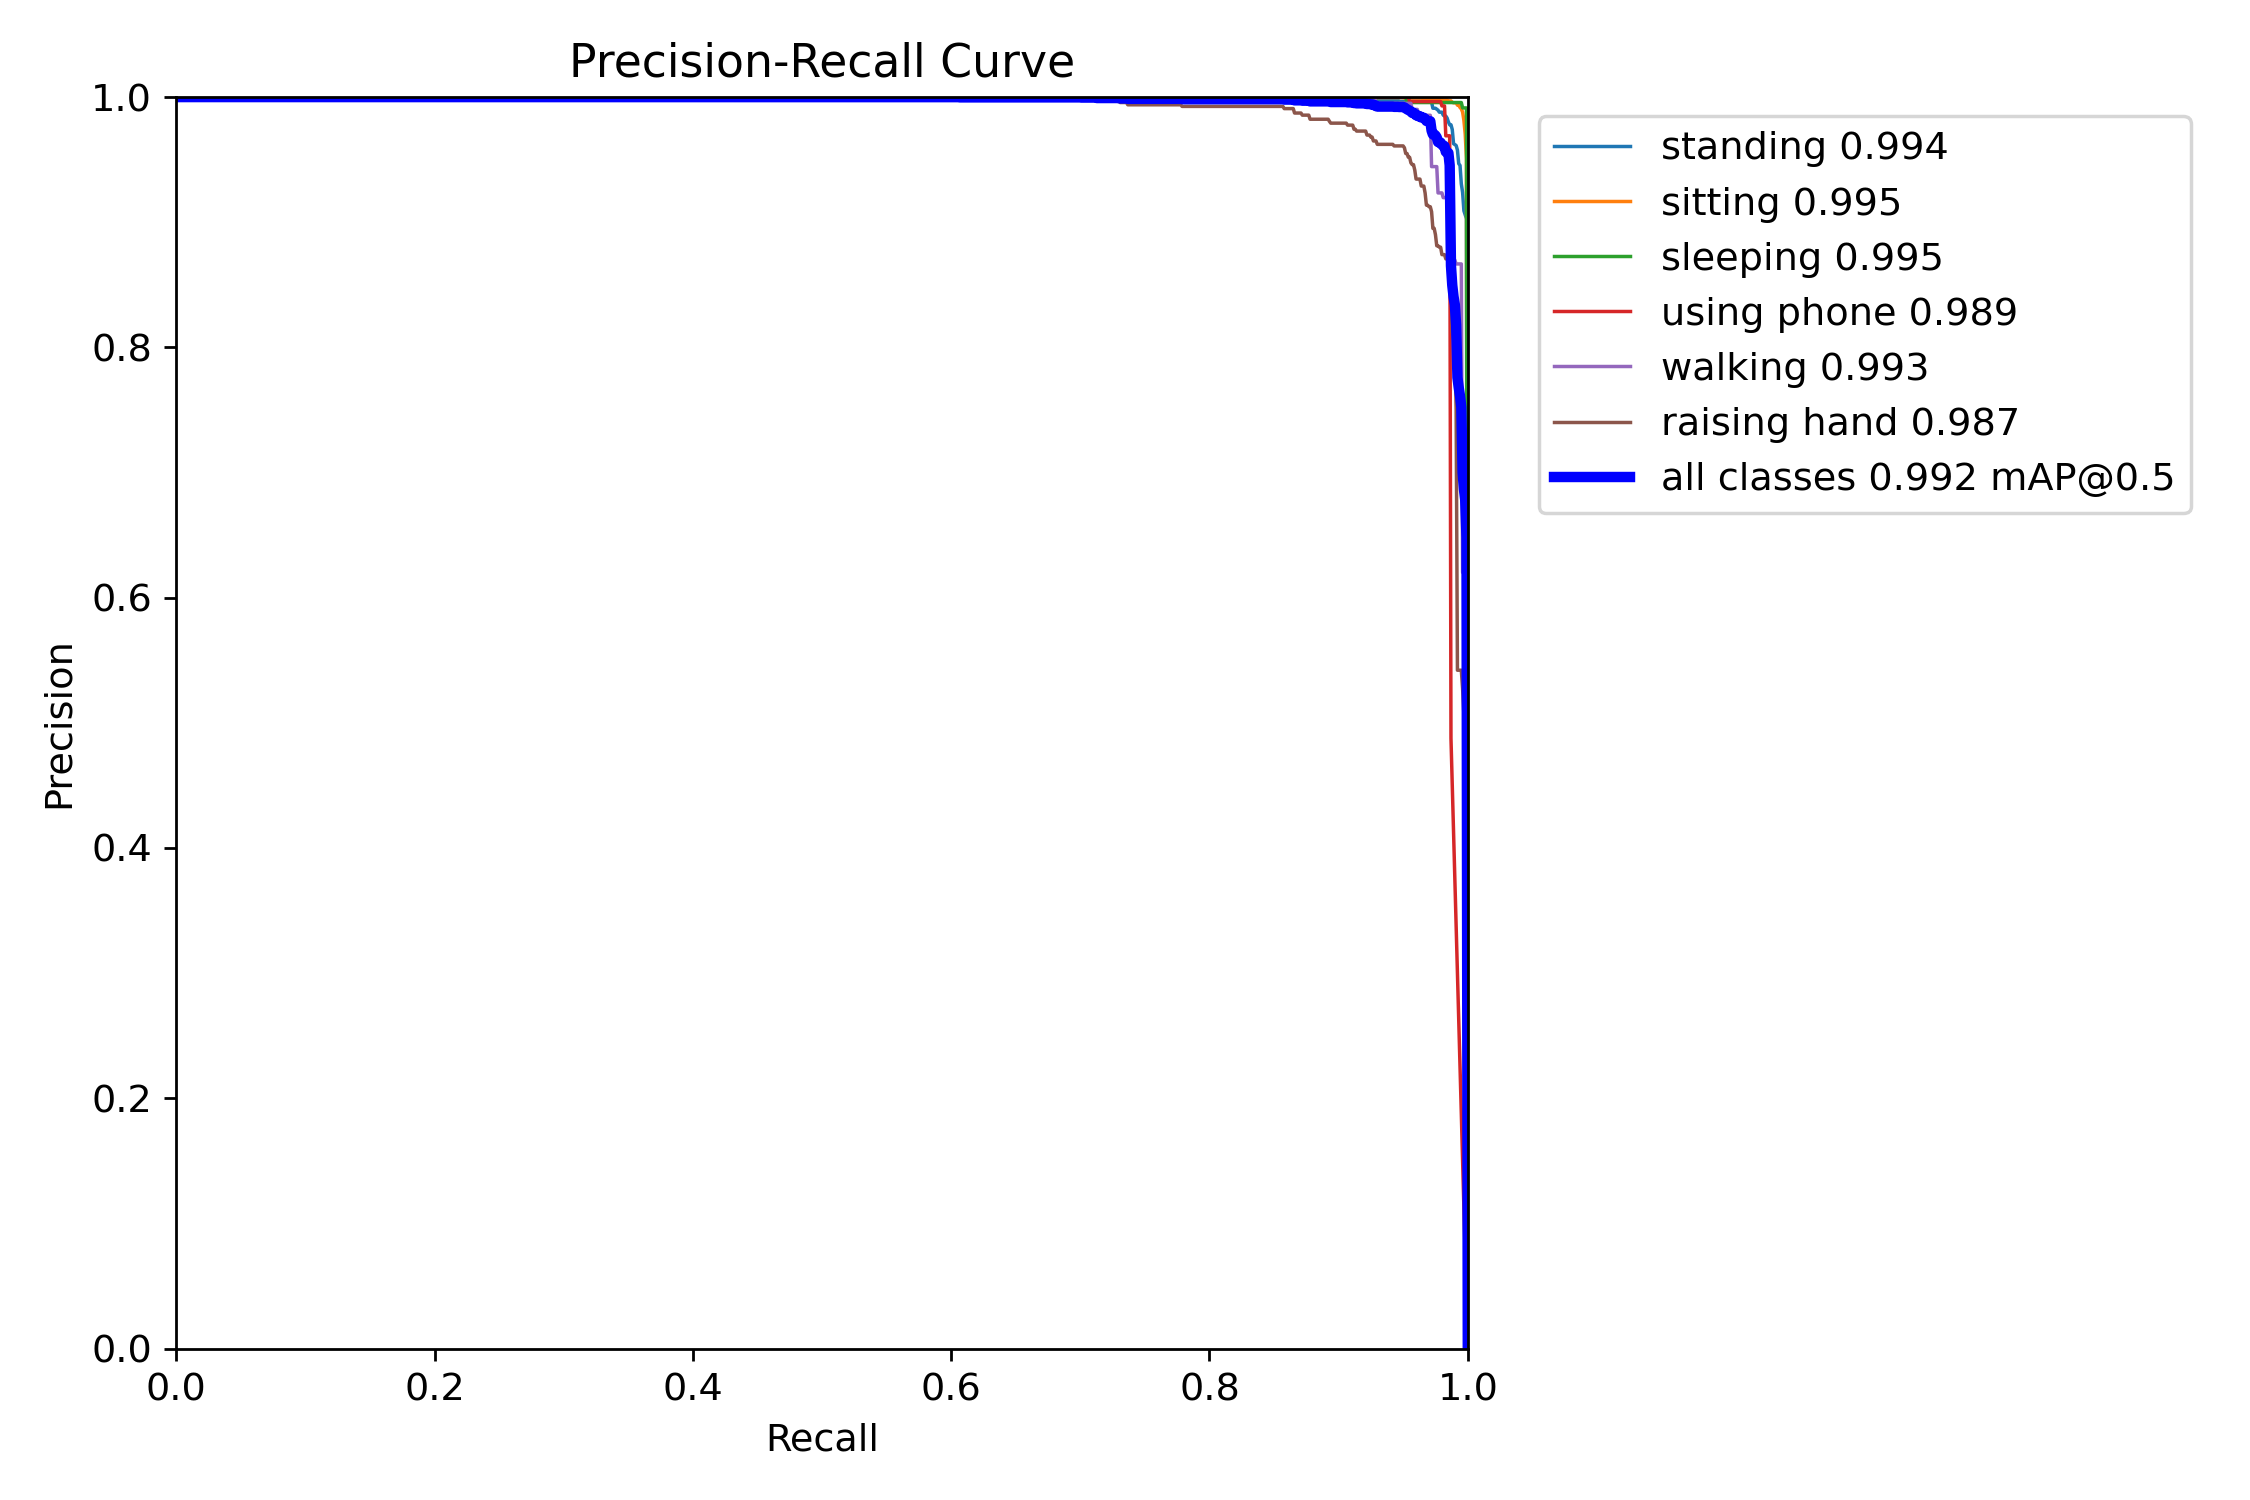 Precision-Recall Curve
1.0
0.8
0.6
0.4
0.2
0.0
Precision
0.0 0.2 0.4 0.6 0.8 1.0
Recall
standing 0.994
sitting 0.995
sleeping 0.995
using phone 0.989
walking 0.993
raising hand 0.987
all classes 0.992 mAP@0.5